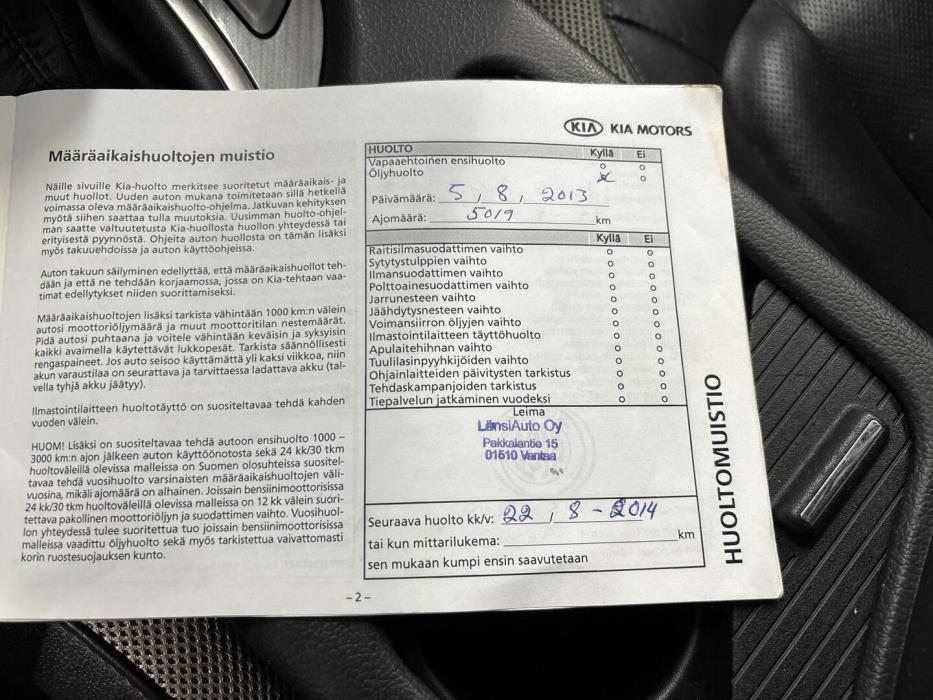 Määräaikaishuoltojen muistio
Näille sivuille Kia-huolto merkitsee suoritetut määräaikais- ja
muut huollot. Uuden auton mukana toimitetaan sillä hetkellä
voimassa oleva määräaikaishuolto-ohjelma. Jatkuvan kehityksen
myötä siihen saattaa tulla muutoksia. Uusimman huolto-ohjel-
man saatte valtuutetusta Kia-huollosta huollon yhteydessä tai
erityisestä pyynnöstä. Ohjeita auton huollosta on tämän lisäksi
myös takuuehdoissa ja auton käyttöohjeissa.
Auton takuun säilyminen edellyttää, että määräaikaishuollot teh-
dään ja että ne tehdään korjaamossa, jossa on Kia-tehtaan vaa-
timat edellytykset niiden suorittamiseksi.
Määräaikaishuoltojen lisäksi tarkista vähintään 1000 km:n välein
autosi moottoriöljymäärä ja muut moottoritilan nestemäärät.
Pidä autosi puhtaana ja voitele vähintään keväisin ja syksyisin
kaikki avaimella käytettävät lukkopesät. Tarkista säännöllisesti
rengaspaineet. Jos auto seisoo käyttämättä yli kaksi viikkoa, niin
akun varaustilaa on seurattava ja tarvittaessa ladattava akku (tal-
vella tyhjä akku jäätyy).
Ilmastointilaitteen huoltotäyttö on suositeltavaa tehdä kahden
vuoden välein.
HUOM! Lisäksi on suositeltavaa tehdä autoon ensihuolto 1000 –
3000 km:n ajon jälkeen auton käyttöönotosta sekä 24 kk/30 tkm
huoltoväleillä olevissa malleissa on Suomen olosuhteissa suositel-
tavaa tehdä vuosihuolto varsinaisten määräaikaishuoltojen väli-
vuosina, mikäli ajomäärä on alhainen. Joissain bensiinimoottorisissa
24 kk/30 tkm huoltoväleillä olevissa malleissa on 12 kk välein suori-
tettava pakollinen moottoriöljyn ja suodattimen vaihto. Vuosihuol-
lon yhteydessä tulee suoritettua tuo joissain bensiinimoottorisissa
malleissa vaadittu öljyhuolto sekä myös tarkistettua vaivattomasti
korin ruostesuojauksen kunto.
KIA KIA MOTORS
HUOLTO Kyllä Ei
Vapaaehtoinen ensihuolto o o
Öljyhuolto x o
Päivämäärä: 5 , 8 , 2013
Ajomäärä: 5019 km
Kyllä Ei
Raitisilmasuodattimen vaihto o o
Sytytystulppien vaihto o o
Ilmansuodattimen vaihto o o
Polttoainesuodattimen vaihto o o
Jarrunesteen vaihto o o
Jäähdytysnesteen vaihto o o
Voimansiirron öljyjen vaihto o o
Ilmastointilaitteen täyttöhuolto o o
Apulaitehihnan vaihto o o
Tuulilasinpyyhkijöiden vaihto o o
Ohjainlaitteiden päivitysten tarkistus o o
Tehdaskampanjoiden tarkistus o o
Tiepalvelun jatkaminen vuodeksi o o
Leima
LänsiAuto Oy
Pakkalantie 15
01510 Vantaa
Seuraava huolto kk/v: 22 , 8 - 2014
tai kun mittarilukema: km
sen mukaan kumpi ensin saavutetaan
HUOLTOMUISTIO
– 2 –